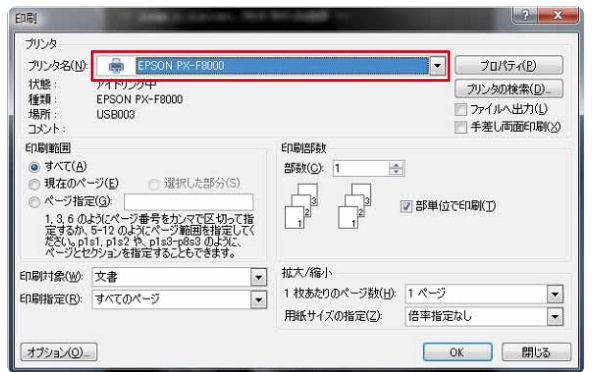 印刷
プリンタ
プリンタ名(N): EPSON PX-F8000 プロパティ(P)
状態: アイドリング中 プリンタの検索(D)...
種類: EPSON PX-F8000
場所: USB003 ファイルへ出力(L)
コメント: 手差し両面印刷(X)
印刷範囲 印刷部数
すべて(A) 部数(C): 1
現在のページ(E) 選択した部分(S)
ページ指定(G): 部単位で印刷(T)
1, 3, 6 のようにページ番号をカンマで区切って指
定するか、5-12 のようにページ範囲を指定してく
ださい。p1s1, p1s2 や、p1s3-p8s3 のように、
ページとセクションを指定することもできます。
1 2 3 1 2 3
印刷対象(W): 文書 拡大/縮小
印刷指定(R): すべてのページ 1 枚あたりのページ数(H): 1 ページ
用紙サイズの指定(Z): 倍率指定なし
オプション(O)... OK 閉じる